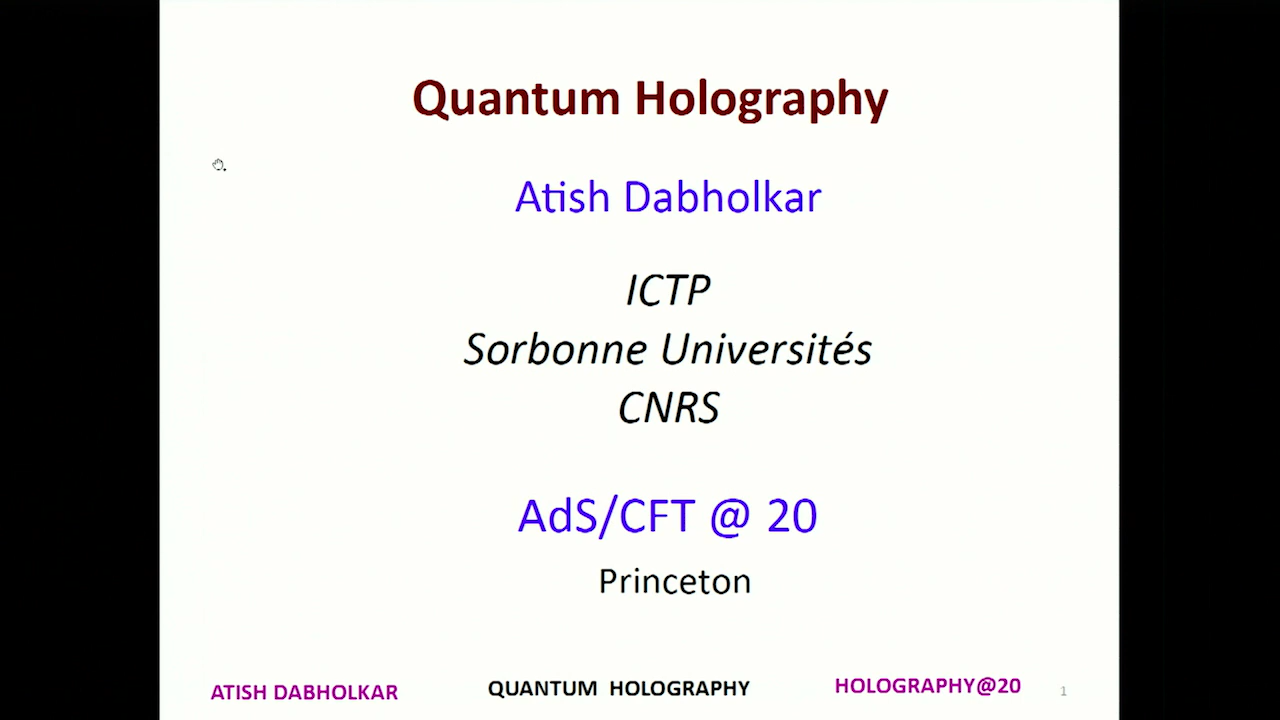 Quantum Holography
Atish Dabholkar
ICTP
Sorbonne Universités
CNRS
AdS/CFT @ 20
Princeton
ATISH DABHOLKAR QUANTUM HOLOGRAPHY HOLOGRAPHY@20 1